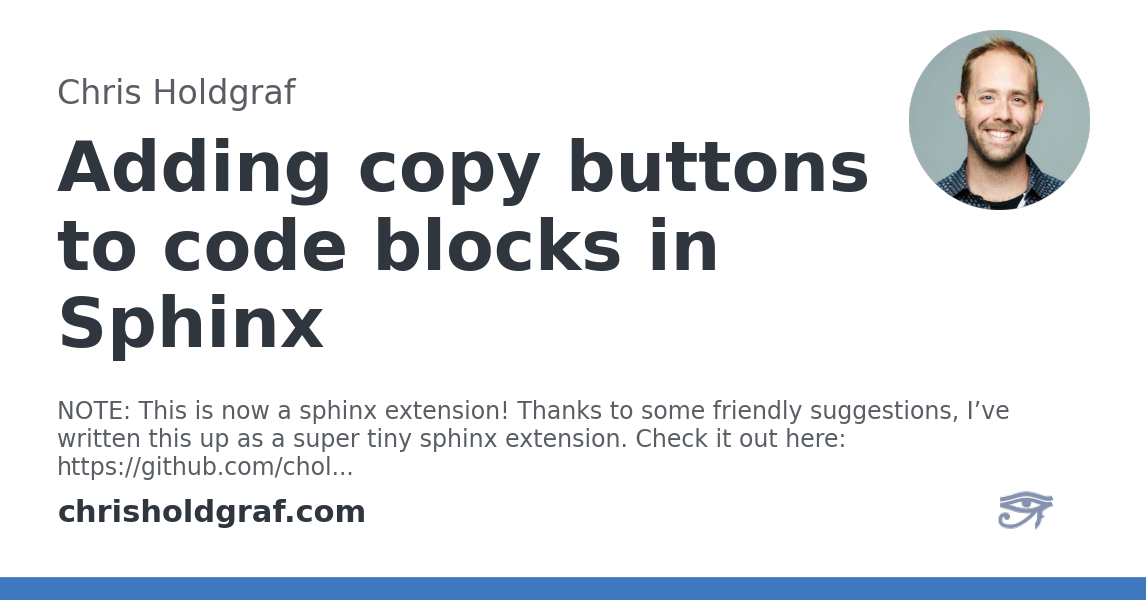 Chris Holdgraf
Adding copy buttons
to code blocks in
Sphinx
NOTE: This is now a sphinx extension! Thanks to some friendly suggestions, I’ve
written this up as a super tiny sphinx extension. Check it out here:
https://github.com/chol...
chrisholdgraf.com